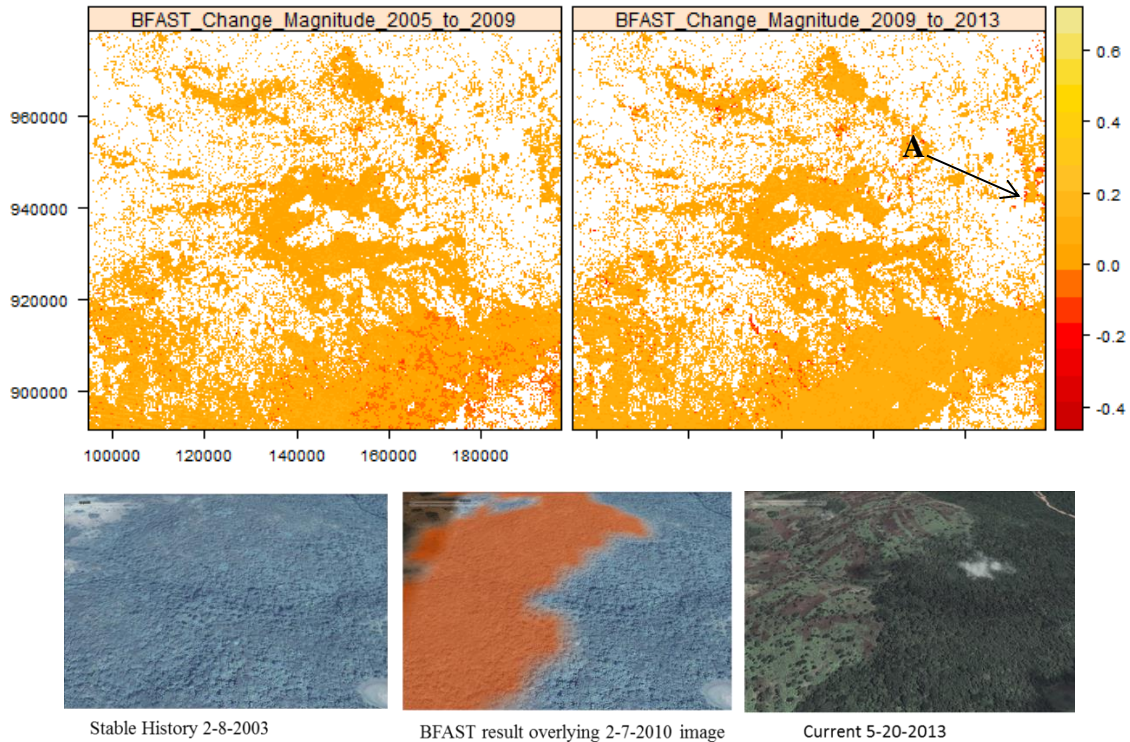 BFAST_Change_Magnitude_2005_to_2009
BFAST_Change_Magnitude_2009_to_2013
960000
940000
920000
900000
100000
120000
140000
160000
180000
A
0.6
0.4
0.2
0.0
-0.2
-0.4
Stable History 2-8-2003
BFAST result overlying 2-7-2010 image
Current 5-20-2013